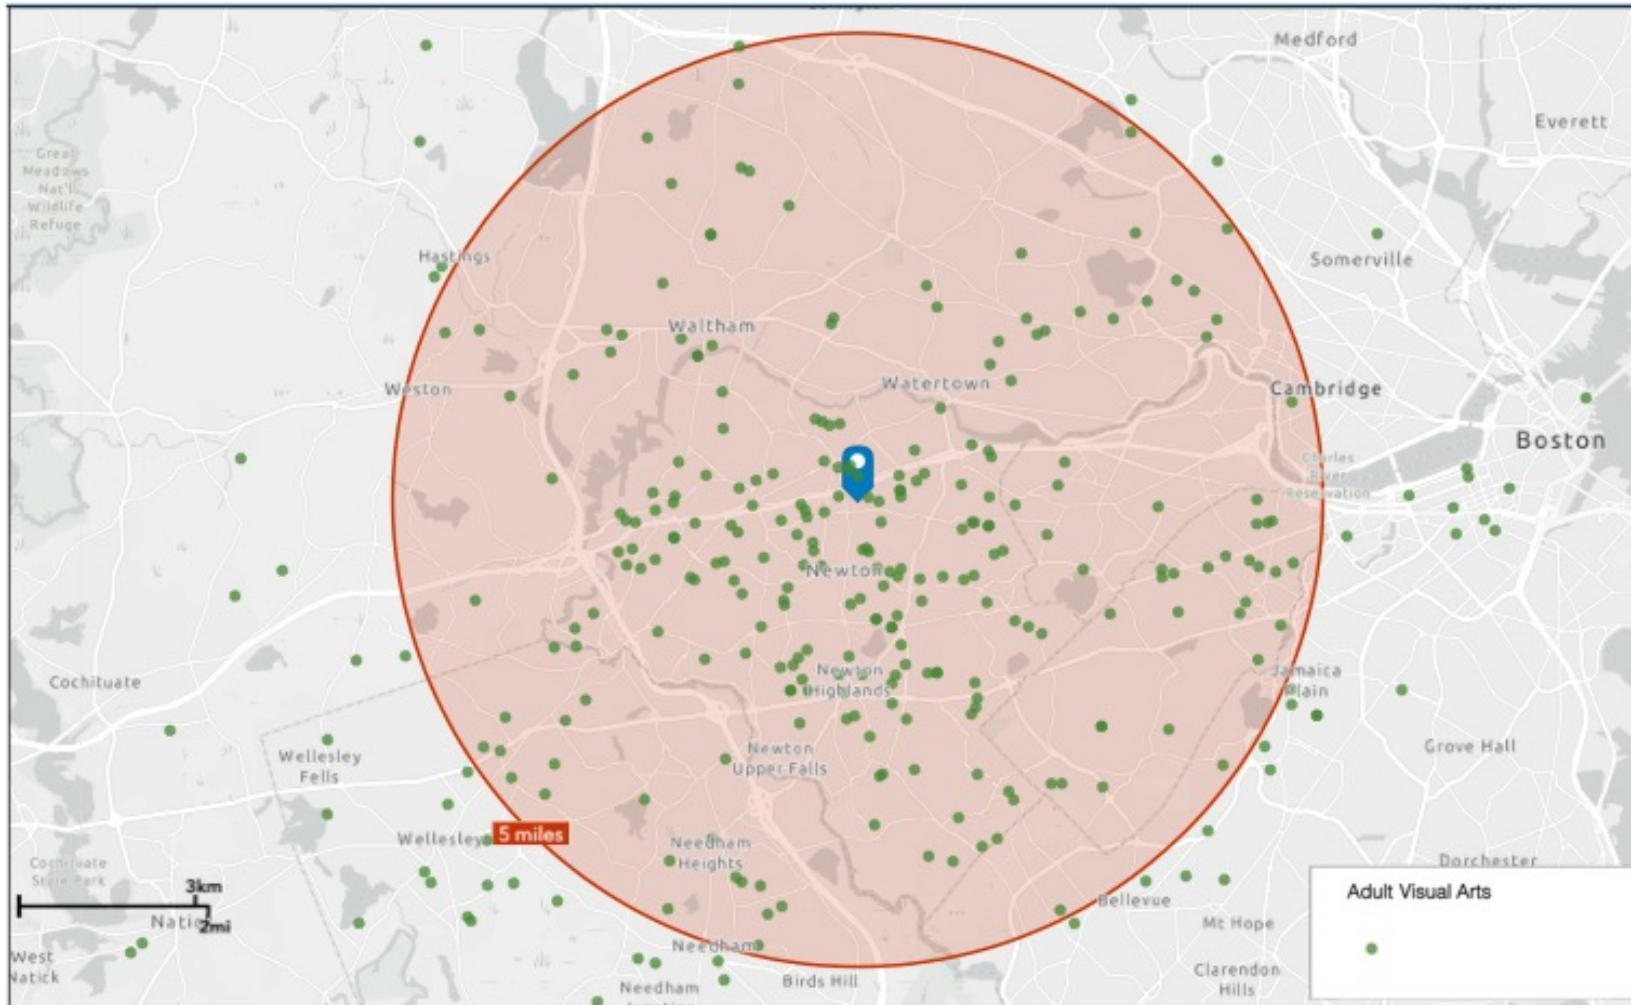 Medford
Everett
Great
Meadows
Nat'l
Wildlife
Refuge
Hastings
Somerville
Waltham
Weston
Watertown
Cambridge
Boston
Charles
River
Reservation
Newton
Cochituate
Newton
Highlands
Jamaica
Plain
Wellesley
Fells
Newton
Upper Falls
Grove Hall
Wellesley
5 miles
Needham
Heights
Cochituate
State Park
Dorchester
3km
2mi
Adult Visual Arts
Bellevue
Mt Hope
West
Natick
Needham
Birds Hill
Clarendon
Hills
Needham